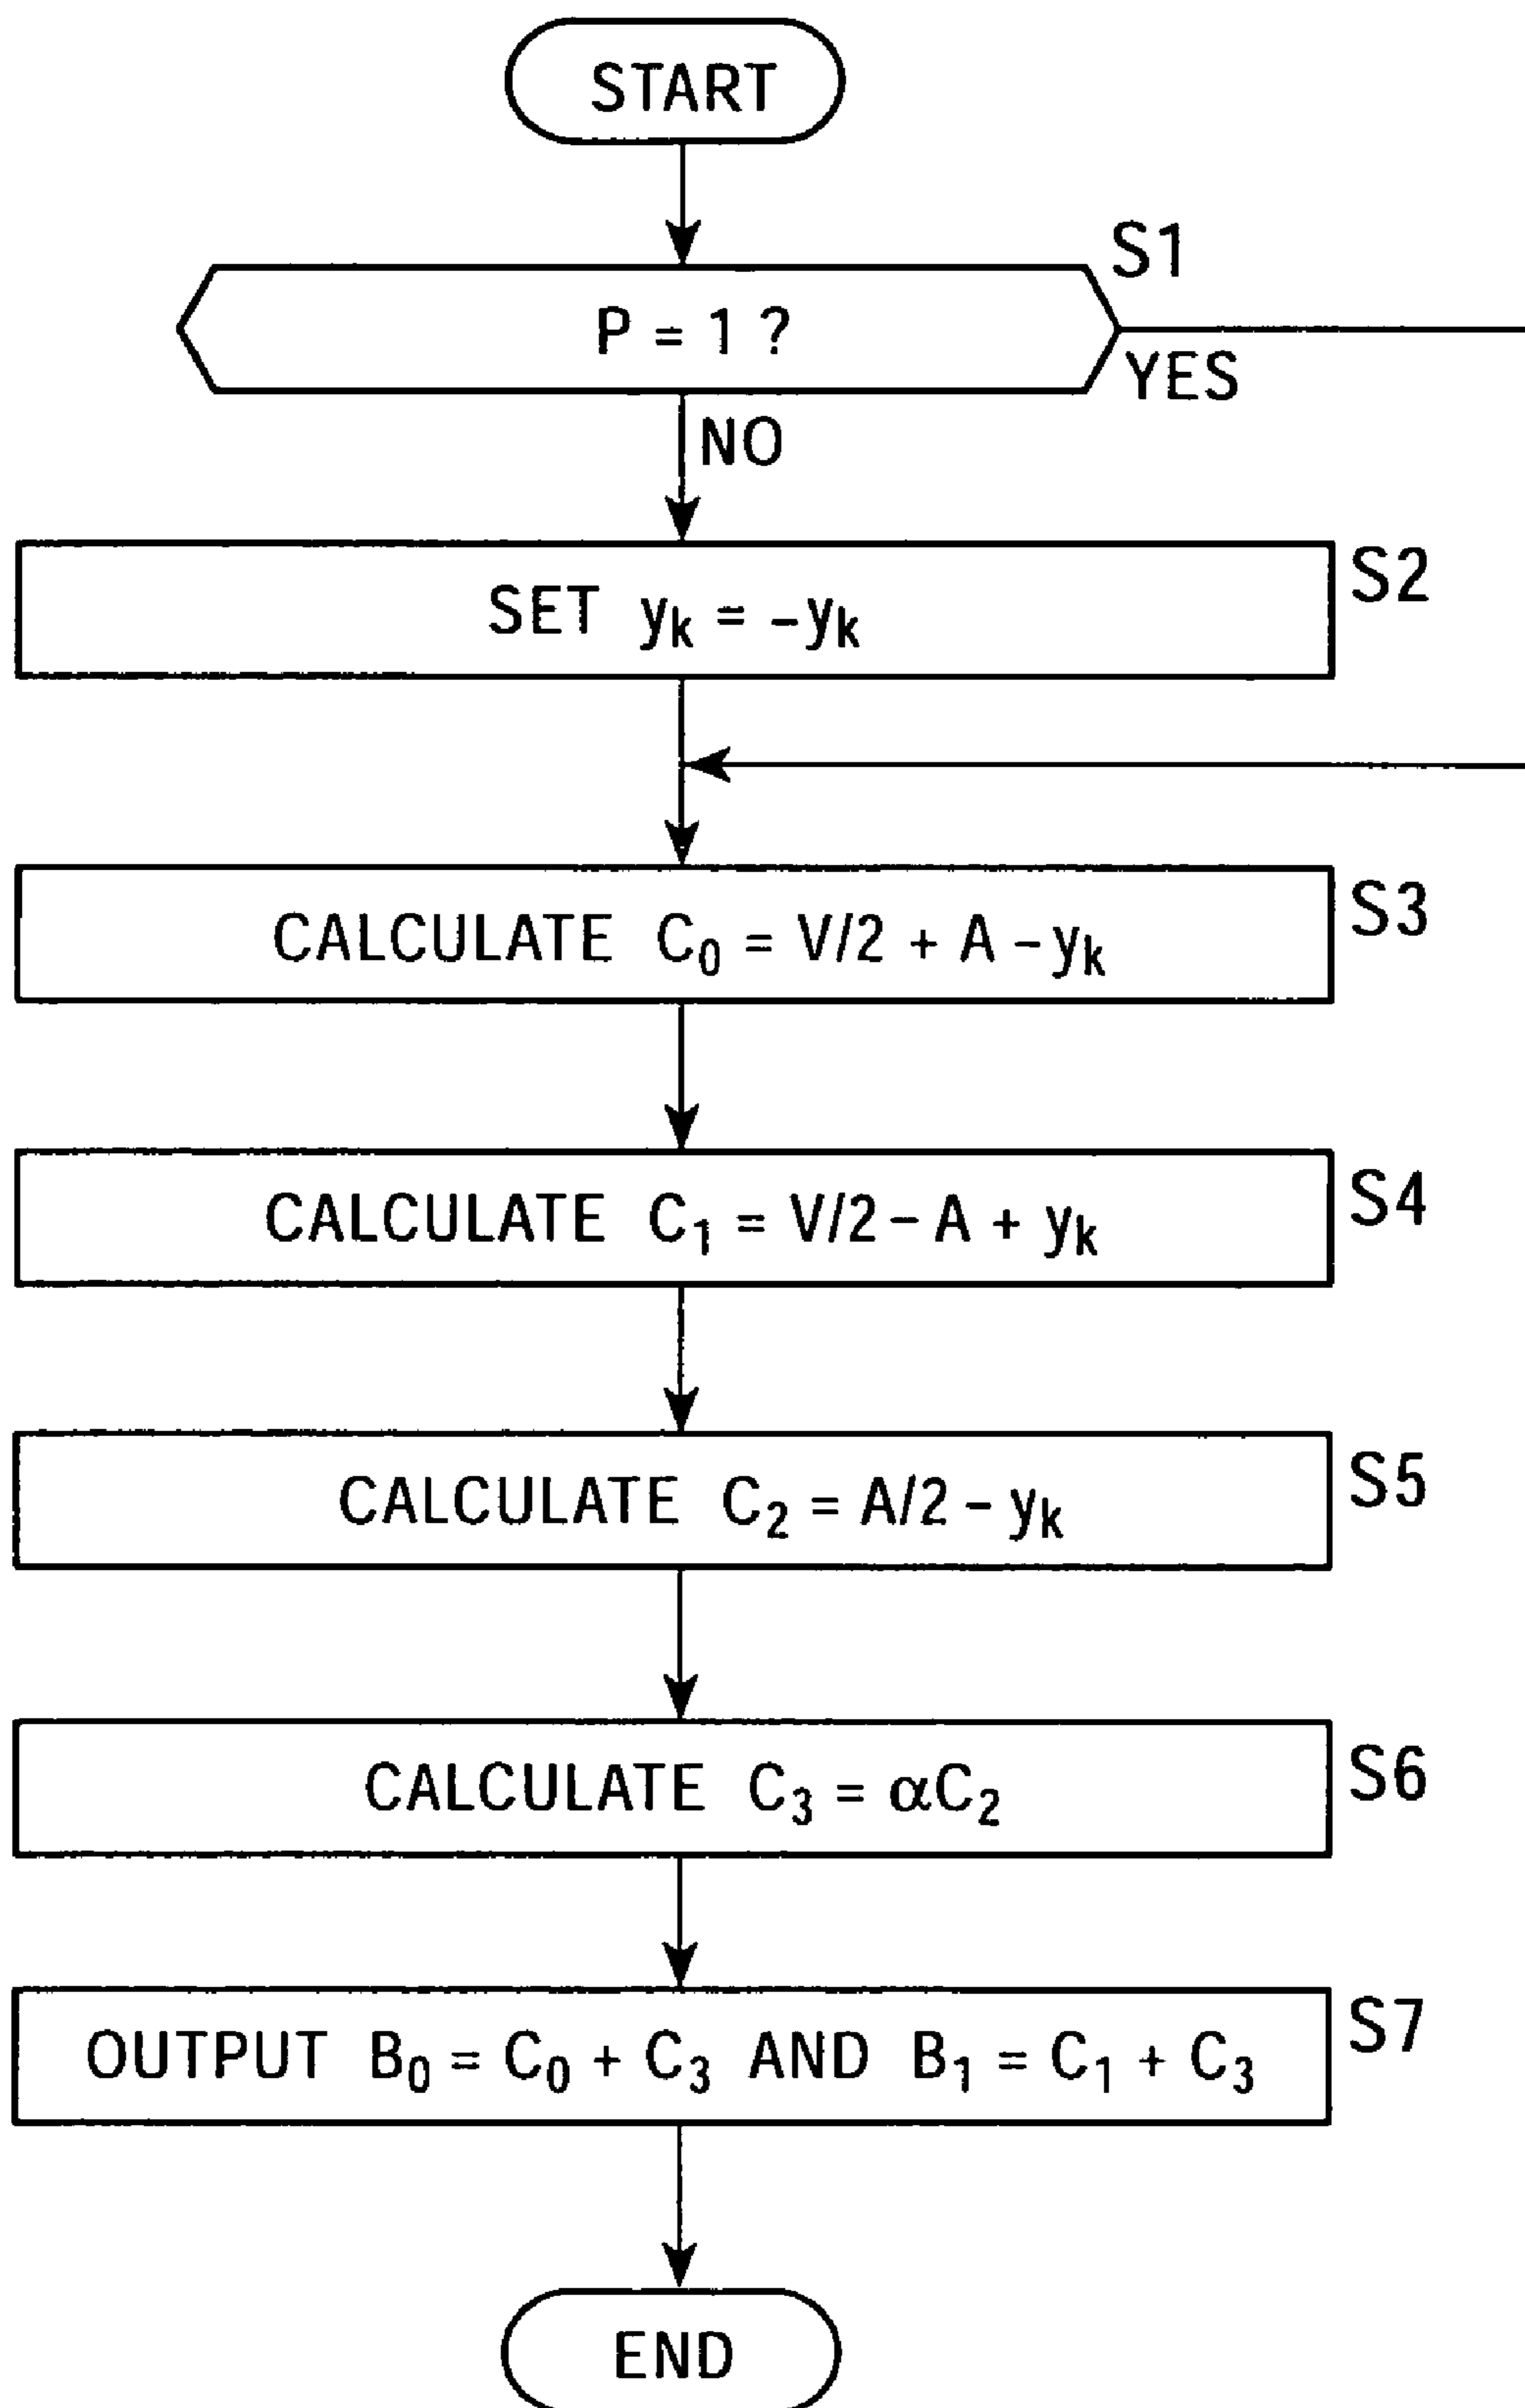 START
S1
P = 1 ?
YES
NO
S2
SET yk = -yk
S3
CALCULATE C0 = V/2 + A - yk
S4
CALCULATE C1 = V/2 - A + yk
S5
CALCULATE C2 = A/2 - yk
S6
CALCULATE C3 = αC2
S7
OUTPUT B0 = C0 + C3 AND B1 = C1 + C3
END